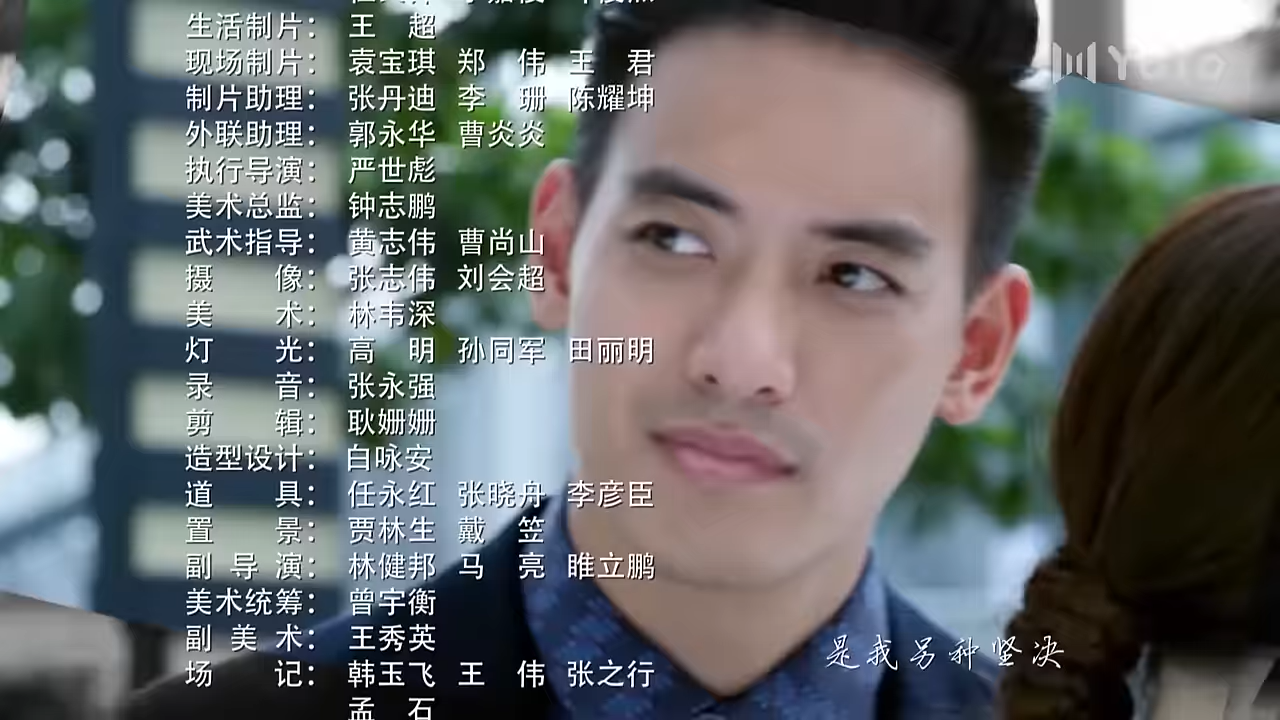 生活制片： 王 超
现场制片： 袁宝琪 郑 伟 王 君
制片助理： 张丹迪 李 珊 陈耀坤
外联助理： 郭永华 曹炎炎
执行导演： 严世彪
美术总监： 钟志鹏
武术指导： 黄志伟 曹尚山
摄 像： 张志伟 刘会超
美 术： 林韦深
灯 光： 高 明 孙同军 田丽明
录 音： 张永强
剪 辑： 耿姗姗
造型设计： 白咏安
道 具： 任永红 张晓舟 李彦臣
置 景： 贾林生 戴 笠
副 导 演： 林健邦 马 亮 睢立鹏
美术统筹： 曾宇衡
副 美 术： 王秀英
是我另种坚决
场 记： 韩玉飞 王 伟 张之行
孟 石